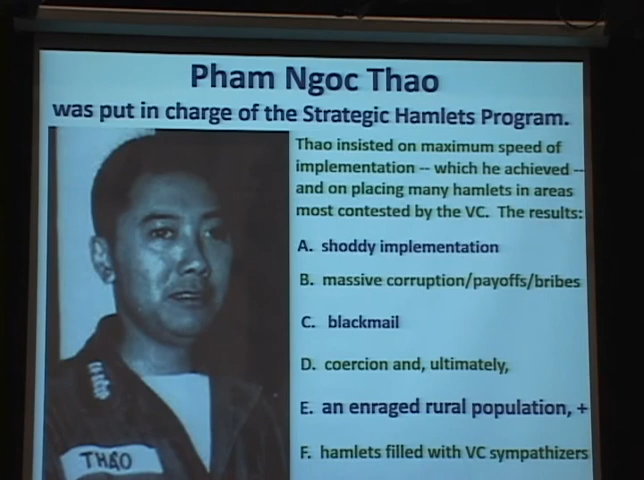 Pham Ngoc Thao
was put in charge of the Strategic Hamlets Program.
Thao insisted on maximum speed of
implementation -- which he achieved --
and on placing many hamlets in areas
most contested by the VC. The results:
A. shoddy implementation
B. massive corruption/payoffs/bribes
C. blackmail
D. coercion and, ultimately,
E. an enraged rural population, +
F. hamlets filled with VC sympathizers
THAO